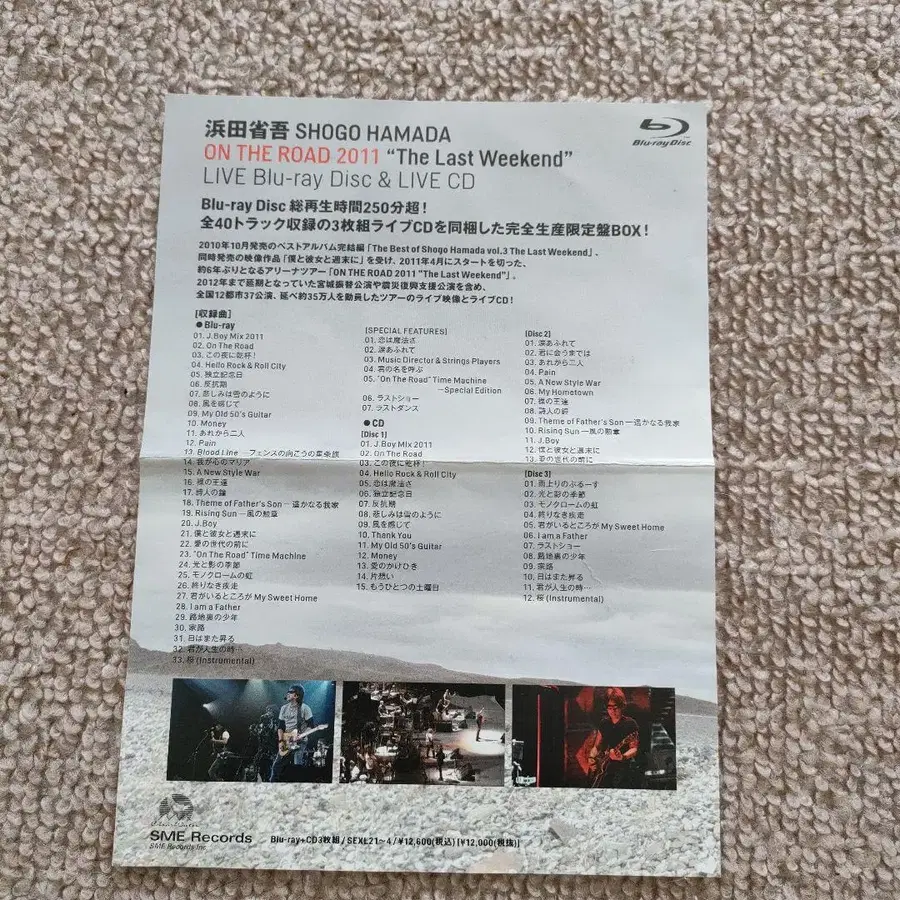 浜田省吾 SHOGO HAMADA
ON THE ROAD 2011 “The Last Weekend”
LIVE Blu-ray Disc & LIVE CD
Blu-ray Disc
Blu-ray Disc 総再生時間250分超！
全40トラック収録の3枚組ライブCDを同梱した完全生産限定盤BOX！
2010年10月発売のベストアルバム完結編「The Best of Shogo Hamada vol.3 The Last Weekend」、
同時発売の映像作品「僕と彼女と週末に」を受け、2011年4月にスタートを切った、
約6年ぶりとなるアリーナツアー「ON THE ROAD 2011 “The Last Weekend”」。
2012年まで延期となっていた宮城振替公演や震災復興支援公演を含め、
全国12都市37公演、延べ約35万人を動員したツアーのライブ映像とライブCD！
[収録曲]
●Blu-ray
01. J.Boy Mix 2011
02. On The Road
03. この夜に乾杯！
04. Hello Rock & Roll City
05. 独立記念日
06. 反抗期
07. 悲しみは雪のように
08. 風を感じて
09. My Old 50's Guitar
10. Money
11. あれから二人
12. Pain
13. Blood Line ―フェンスの向こうの星条旗
14. 我が心のマリア
15. A New Style War
16. 裸の王達
17. 詩人の鐘
18. Theme of Father's Son ―遥かなる我家
19. Rising Sun ―風の勲章
20. J.Boy
21. 僕と彼女と週末に
22. 愛の世代の前に
23. “On The Road” Time Machine
24. 光と影の季節
25. モノクロームの虹
26. 終りなき疾走
27. 君がいるところが My Sweet Home
28. I am a Father
29. 路地裏の少年
30. 家路
31. 日はまた昇る
32. 君が人生の時…
33. 桜 (Instrumental)
[SPECIAL FEATURES]
01. 恋は魔法さ
02. 涙あふれて
03. Music Director & Strings Players
04. 君の名を呼ぶ
05. “On The Road” Time Machine
―Special Edition
06. ラストショー
07. ラストダンス
●CD
[Disc 1]
01. J.Boy Mix 2011
02. On The Road
03. この夜に乾杯！
04. Hello Rock & Roll City
05. 恋は魔法さ
06. 独立記念日
07. 反抗期
08. 悲しみは雪のように
09. 風を感じて
10. Thank You
11. My Old 50's Guitar
12. Money
13. 愛のかけひき
14. 片想い
15. もうひとつの土曜日
[Disc 2]
01. 涙あふれて
02. 君に会うまでは
03. あれから二人
04. Pain
05. A New Style War
06. My Hometown
07. 裸の王達
08. 詩人の鐘
09. Theme of Father's Son ―遥かなる我家
10. Rising Sun ―風の勲章
11. J.Boy
12. 僕と彼女と週末に
13. 愛の世代の前に
[Disc 3]
01. 雨上りのぶるーす
02. 光と影の季節
03. モノクロームの虹
04. 終りなき疾走
05. 君がいるところが My Sweet Home
06. I am a Father
07. ラストショー
08. 路地裏の少年
09. 家路
10. 日はまた昇る
11. 君が人生の時…
12. 桜 (Instrumental)
SME Records
SME Records Inc.
Blu-ray+CD3枚組 / SEXL21~4 / ¥12,600(税込) [¥12,000(税抜)]